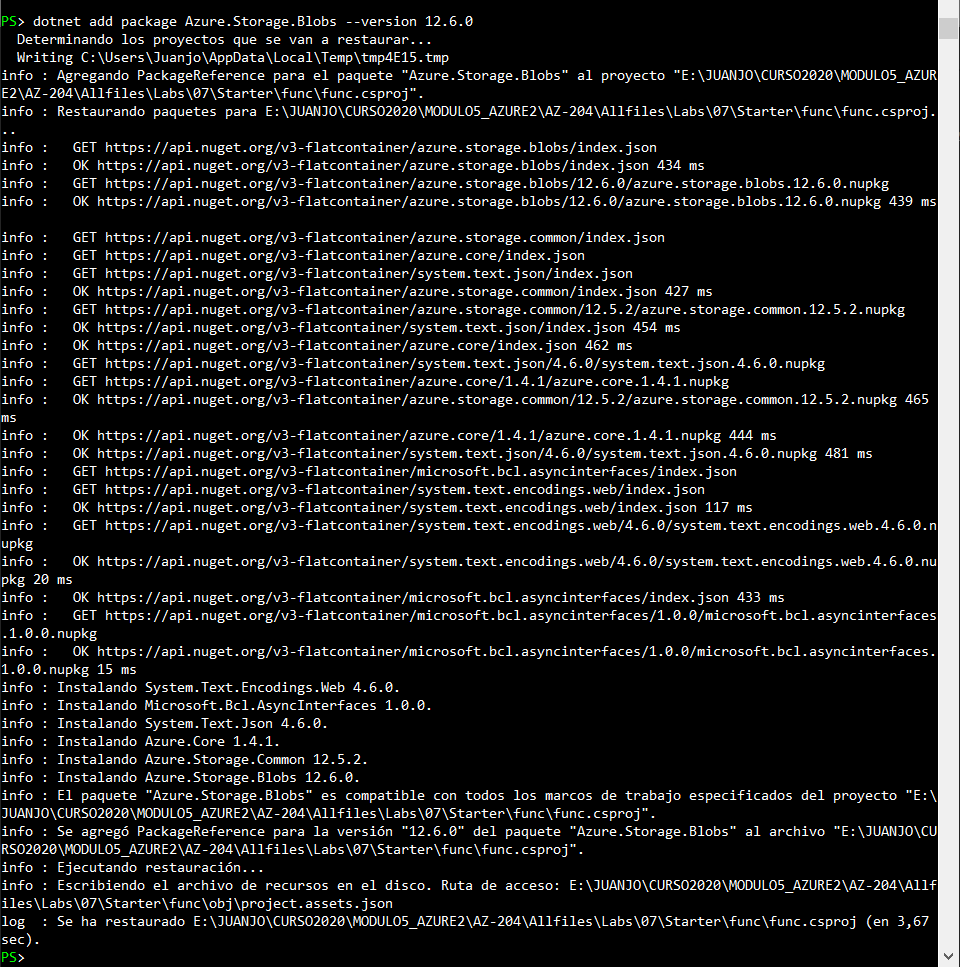 PS> dotnet add package Azure.Storage.Blobs --version 12.6.0
  Determinando los proyectos que se van a restaurar...
  Writing C:\Users\Juanjo\AppData\Local\Temp\tmp4E15.tmp
info : Agregando PackageReference para el paquete "Azure.Storage.Blobs" al proyecto "E:\JUANJO\CURSO2020\MODULO5_AZUR
E2\AZ-204\Allfiles\Labs\07\Starter\func\func.csproj".
info : Restaurando paquetes para E:\JUANJO\CURSO2020\MODULO5_AZURE2\AZ-204\Allfiles\Labs\07\Starter\func\func.csproj.
..
info :   GET https://api.nuget.org/v3-flatcontainer/azure.storage.blobs/index.json
info :   OK https://api.nuget.org/v3-flatcontainer/azure.storage.blobs/index.json 434 ms
info :   GET https://api.nuget.org/v3-flatcontainer/azure.storage.blobs/12.6.0/azure.storage.blobs.12.6.0.nupkg
info :   OK https://api.nuget.org/v3-flatcontainer/azure.storage.blobs/12.6.0/azure.storage.blobs.12.6.0.nupkg 439 ms
info :   GET https://api.nuget.org/v3-flatcontainer/azure.storage.common/index.json
info :   GET https://api.nuget.org/v3-flatcontainer/azure.core/index.json
info :   GET https://api.nuget.org/v3-flatcontainer/system.text.json/index.json
info :   OK https://api.nuget.org/v3-flatcontainer/azure.storage.common/index.json 427 ms
info :   GET https://api.nuget.org/v3-flatcontainer/azure.storage.common/12.5.2/azure.storage.common.12.5.2.nupkg
info :   OK https://api.nuget.org/v3-flatcontainer/system.text.json/index.json 454 ms
info :   OK https://api.nuget.org/v3-flatcontainer/azure.core/index.json 462 ms
info :   GET https://api.nuget.org/v3-flatcontainer/system.text.json/4.6.0/system.text.json.4.6.0.nupkg
info :   GET https://api.nuget.org/v3-flatcontainer/azure.core/1.4.1/azure.core.1.4.1.nupkg
info :   OK https://api.nuget.org/v3-flatcontainer/azure.storage.common/12.5.2/azure.storage.common.12.5.2.nupkg 465
ms
info :   OK https://api.nuget.org/v3-flatcontainer/azure.core/1.4.1/azure.core.1.4.1.nupkg 444 ms
info :   OK https://api.nuget.org/v3-flatcontainer/system.text.json/4.6.0/system.text.json.4.6.0.nupkg 481 ms
info :   GET https://api.nuget.org/v3-flatcontainer/microsoft.bcl.asyncinterfaces/index.json
info :   GET https://api.nuget.org/v3-flatcontainer/system.text.encodings.web/index.json
info :   OK https://api.nuget.org/v3-flatcontainer/system.text.encodings.web/index.json 117 ms
info :   GET https://api.nuget.org/v3-flatcontainer/system.text.encodings.web/4.6.0/system.text.encodings.web.4.6.0.n
upkg
info :   OK https://api.nuget.org/v3-flatcontainer/system.text.encodings.web/4.6.0/system.text.encodings.web.4.6.0.nu
pkg 20 ms
info :   OK https://api.nuget.org/v3-flatcontainer/microsoft.bcl.asyncinterfaces/index.json 433 ms
info :   GET https://api.nuget.org/v3-flatcontainer/microsoft.bcl.asyncinterfaces/1.0.0/microsoft.bcl.asyncinterfaces
.1.0.0.nupkg
info :   OK https://api.nuget.org/v3-flatcontainer/microsoft.bcl.asyncinterfaces/1.0.0/microsoft.bcl.asyncinterfaces.
1.0.0.nupkg 15 ms
info : Instalando System.Text.Encodings.Web 4.6.0.
info : Instalando Microsoft.Bcl.AsyncInterfaces 1.0.0.
info : Instalando System.Text.Json 4.6.0.
info : Instalando Azure.Core 1.4.1.
info : Instalando Azure.Storage.Common 12.5.2.
info : Instalando Azure.Storage.Blobs 12.6.0.
info : El paquete "Azure.Storage.Blobs" es compatible con todos los marcos de trabajo especificados del proyecto "E:\
JUANJO\CURSO2020\MODULO5_AZURE2\AZ-204\Allfiles\Labs\07\Starter\func\func.csproj".
info : Se agregó PackageReference para la versión "12.6.0" del paquete "Azure.Storage.Blobs" al archivo "E:\JUANJO\CU
RSO2020\MODULO5_AZURE2\AZ-204\Allfiles\Labs\07\Starter\func\func.csproj".
info : Ejecutando restauración...
info : Escribiendo el archivo de recursos en el disco. Ruta de acceso: E:\JUANJO\CURSO2020\MODULO5_AZURE2\AZ-204\Allf
iles\Labs\07\Starter\func\obj\project.assets.json
log  : Se ha restaurado E:\JUANJO\CURSO2020\MODULO5_AZURE2\AZ-204\Allfiles\Labs\07\Starter\func\func.csproj (en 3,67
sec).
PS>